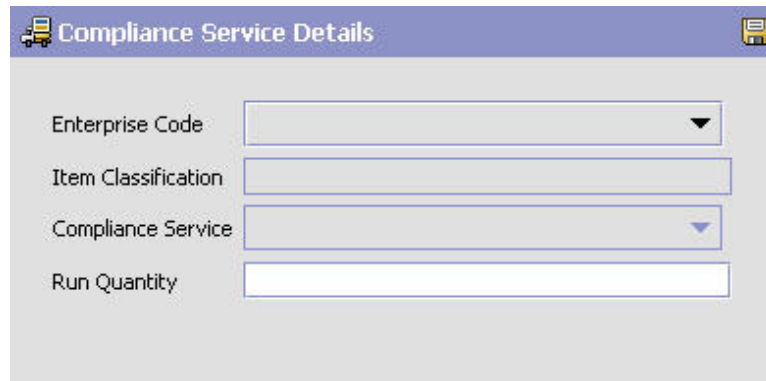 Compliance Service Details
Enterprise Code
Item Classification
Compliance Service
Run Quantity